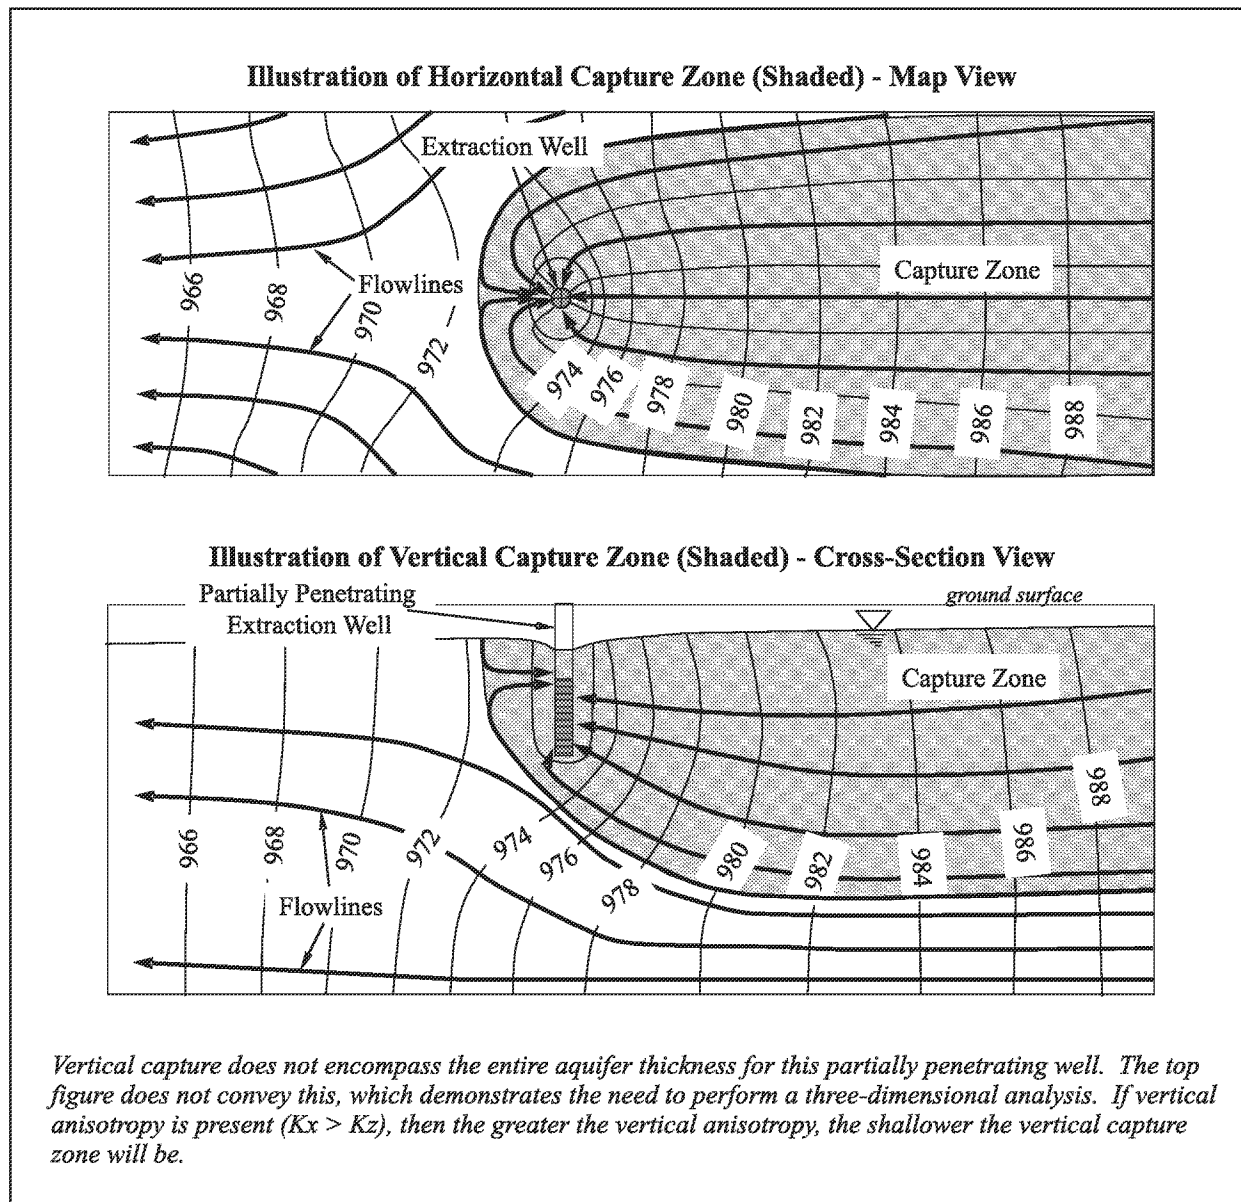 Illustration of Horizontal Capture Zone (Shaded) - Map View
Extraction Well
Capture Zone
Flowlines
966
968
970
972
974
976
978
980
982
984
986
988
Illustration of Vertical Capture Zone (Shaded) - Cross-Section View
Partially Penetrating
Extraction Well
ground surface
Capture Zone
988
966
968
970
972
974
976
978
980
982
984
986
Flowlines
Vertical capture does not encompass the entire aquifer thickness for this partially penetrating well. The top
figure does not convey this, which demonstrates the need to perform a three-dimensional analysis. If vertical
anisotropy is present (Kx > Kz), then the greater the vertical anisotropy, the shallower the vertical capture
zone will be.